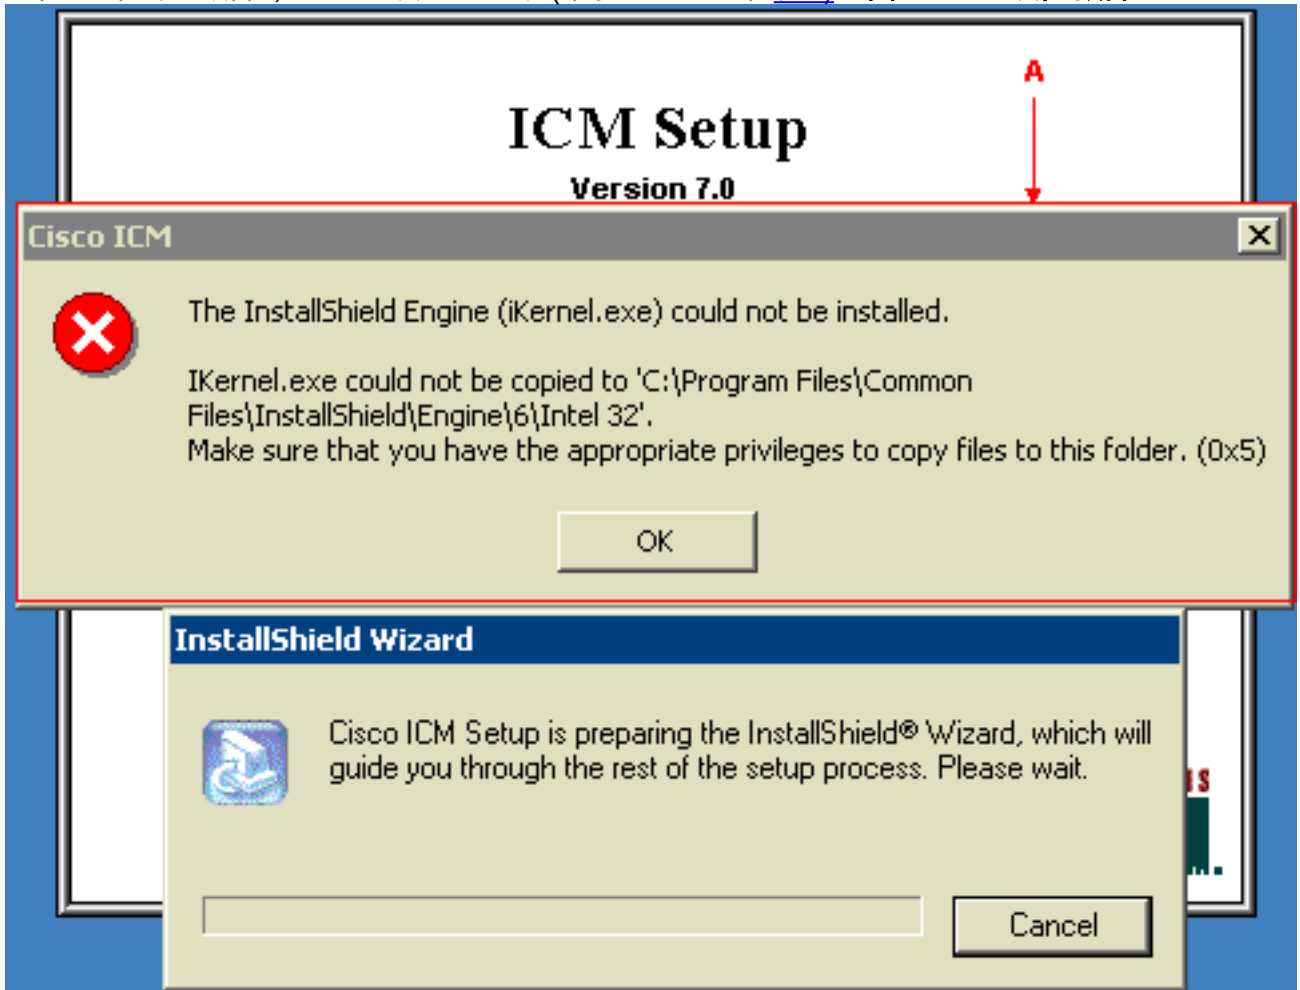 A
ICM Setup
Version 7.0
Cisco ICM
The InstallShield Engine (iKernel.exe) could not be installed.
IKernel.exe could not be copied to 'C:\Program Files\Common
Files\InstallShield\Engine\6\Intel 32'.
Make sure that you have the appropriate privileges to copy files to this folder. (0x5)
OK
InstallShield Wizard
Cisco ICM Setup is preparing the InstallShield® Wizard, which will
guide you through the rest of the setup process. Please wait.
Cancel